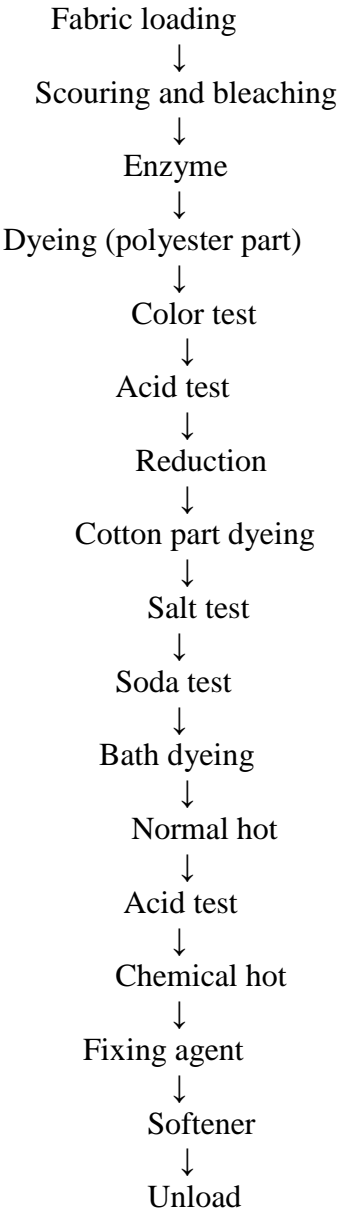 Fabric loading
↓
Scouring and bleaching
↓
Enzyme
↓
Dyeing (polyester part)
↓
Color test
↓
Acid test
↓
Reduction
↓
Cotton part dyeing
↓
Salt test
↓
Soda test
↓
Bath dyeing
↓
Normal hot
↓
Acid test
↓
Chemical hot
↓
Fixing agent
↓
Softener
↓
Unload